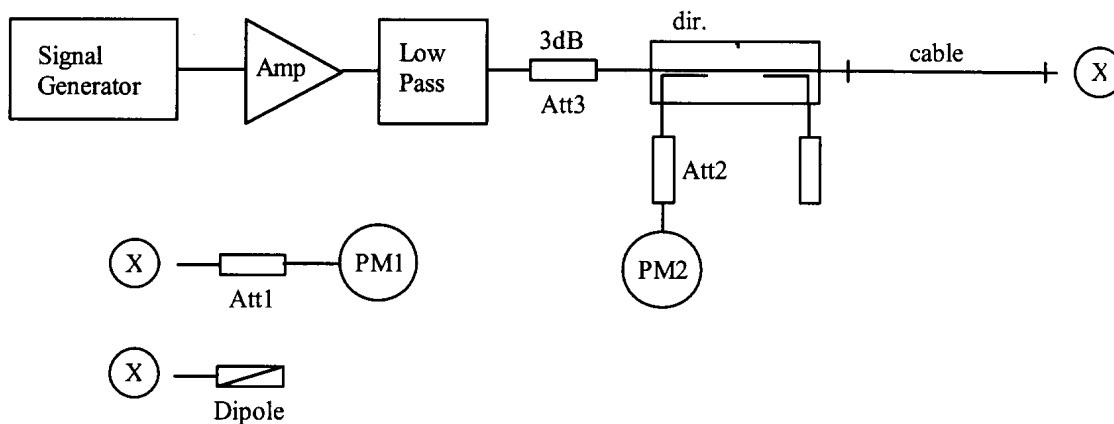 Signal
Generator
Amp
Low
Pass
3dB
Att3
dir.
cable
X
Att2
PM2
X
Att1
PM1
X
Dipole